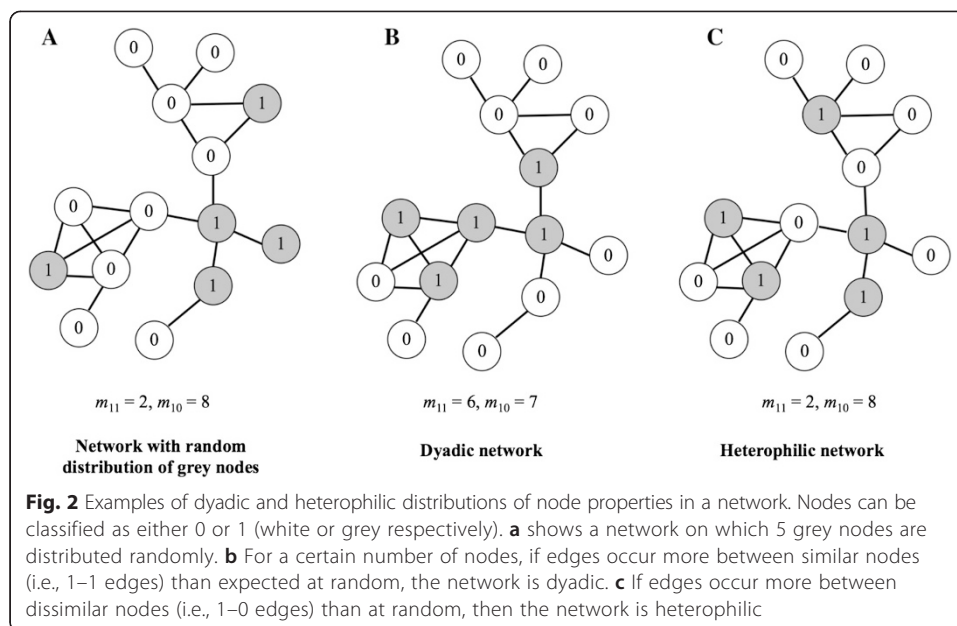 A
0 0
0 1
0
0 0 1 1
1 0 1
0 0
m₁₁ = 2, m₁₀ = 8
Network with random
distribution of grey nodes
B
0 0
0 0
1
1 1 1 0
0 1 0
0 0
m₁₁ = 6, m₁₀ = 7
Dyadic network
C
0 0
1 0
0
1 0 1 0
0 1 1
0 0
m₁₁ = 2, m₁₀ = 8
Heterophilic network
Fig. 2 Examples of dyadic and heterophilic distributions of node properties in a network. Nodes can be
classified as either 0 or 1 (white or grey respectively). a shows a network on which 5 grey nodes are
distributed randomly. b For a certain number of nodes, if edges occur more between similar nodes
(i.e., 1–1 edges) than expected at random, the network is dyadic. c If edges occur more between
dissimilar nodes (i.e., 1–0 edges) than at random, then the network is heterophilic